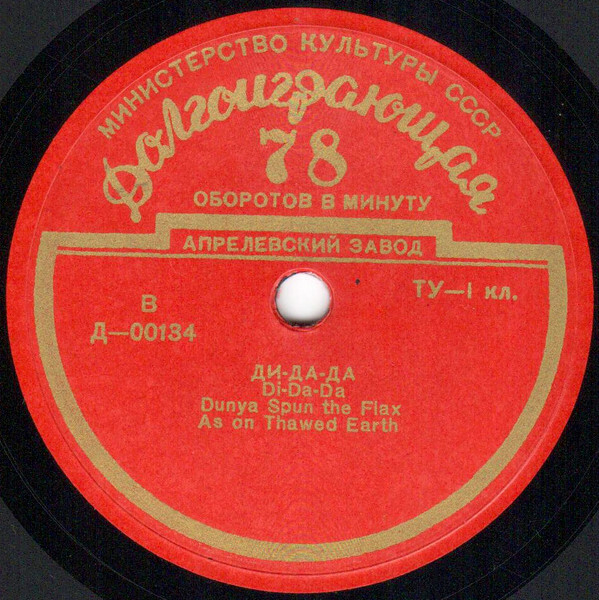 МИНИСТЕРСТВО КУЛЬТУРЫ СССР
Долгоиграющая
78
ОБОРОТОВ В МИНУТУ
АПРЕЛЕВСКИЙ ЗАВОД
В
Д—00134
ТУ—I кл.
ДИ-ДА-ДА
Di-Da-Da
Dunya Spun the Flax
As on Thawed Earth